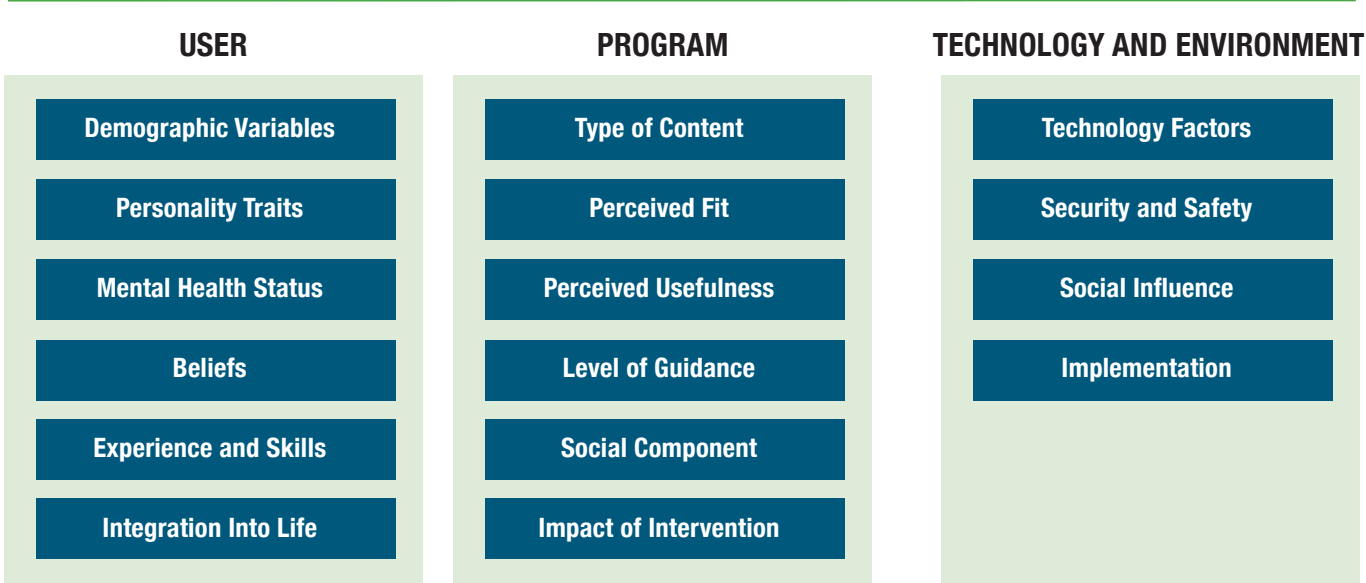 USER
Demographic Variables
Personality Traits
Mental Health Status
Beliefs
Experience and Skills
Integration Into Life
PROGRAM
Type of Content
Perceived Fit
Perceived Usefulness
Level of Guidance
Social Component
Impact of Intervention
TECHNOLOGY AND ENVIRONMENT
Technology Factors
Security and Safety
Social Influence
Implementation